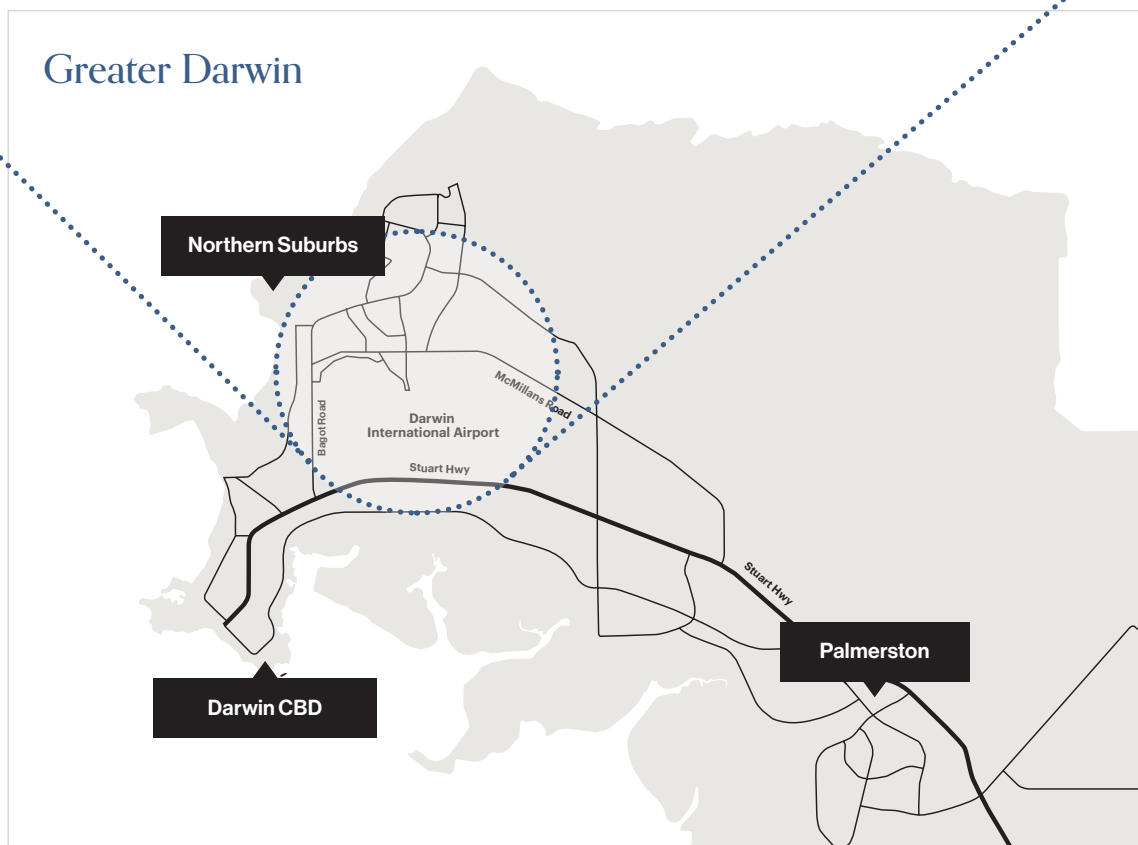 Greater Darwin
Northern Suburbs
McMillans Road
Bagot Road
Darwin
International Airport
Stuart Hwy
Stuart Hwy
Palmerston
Darwin CBD